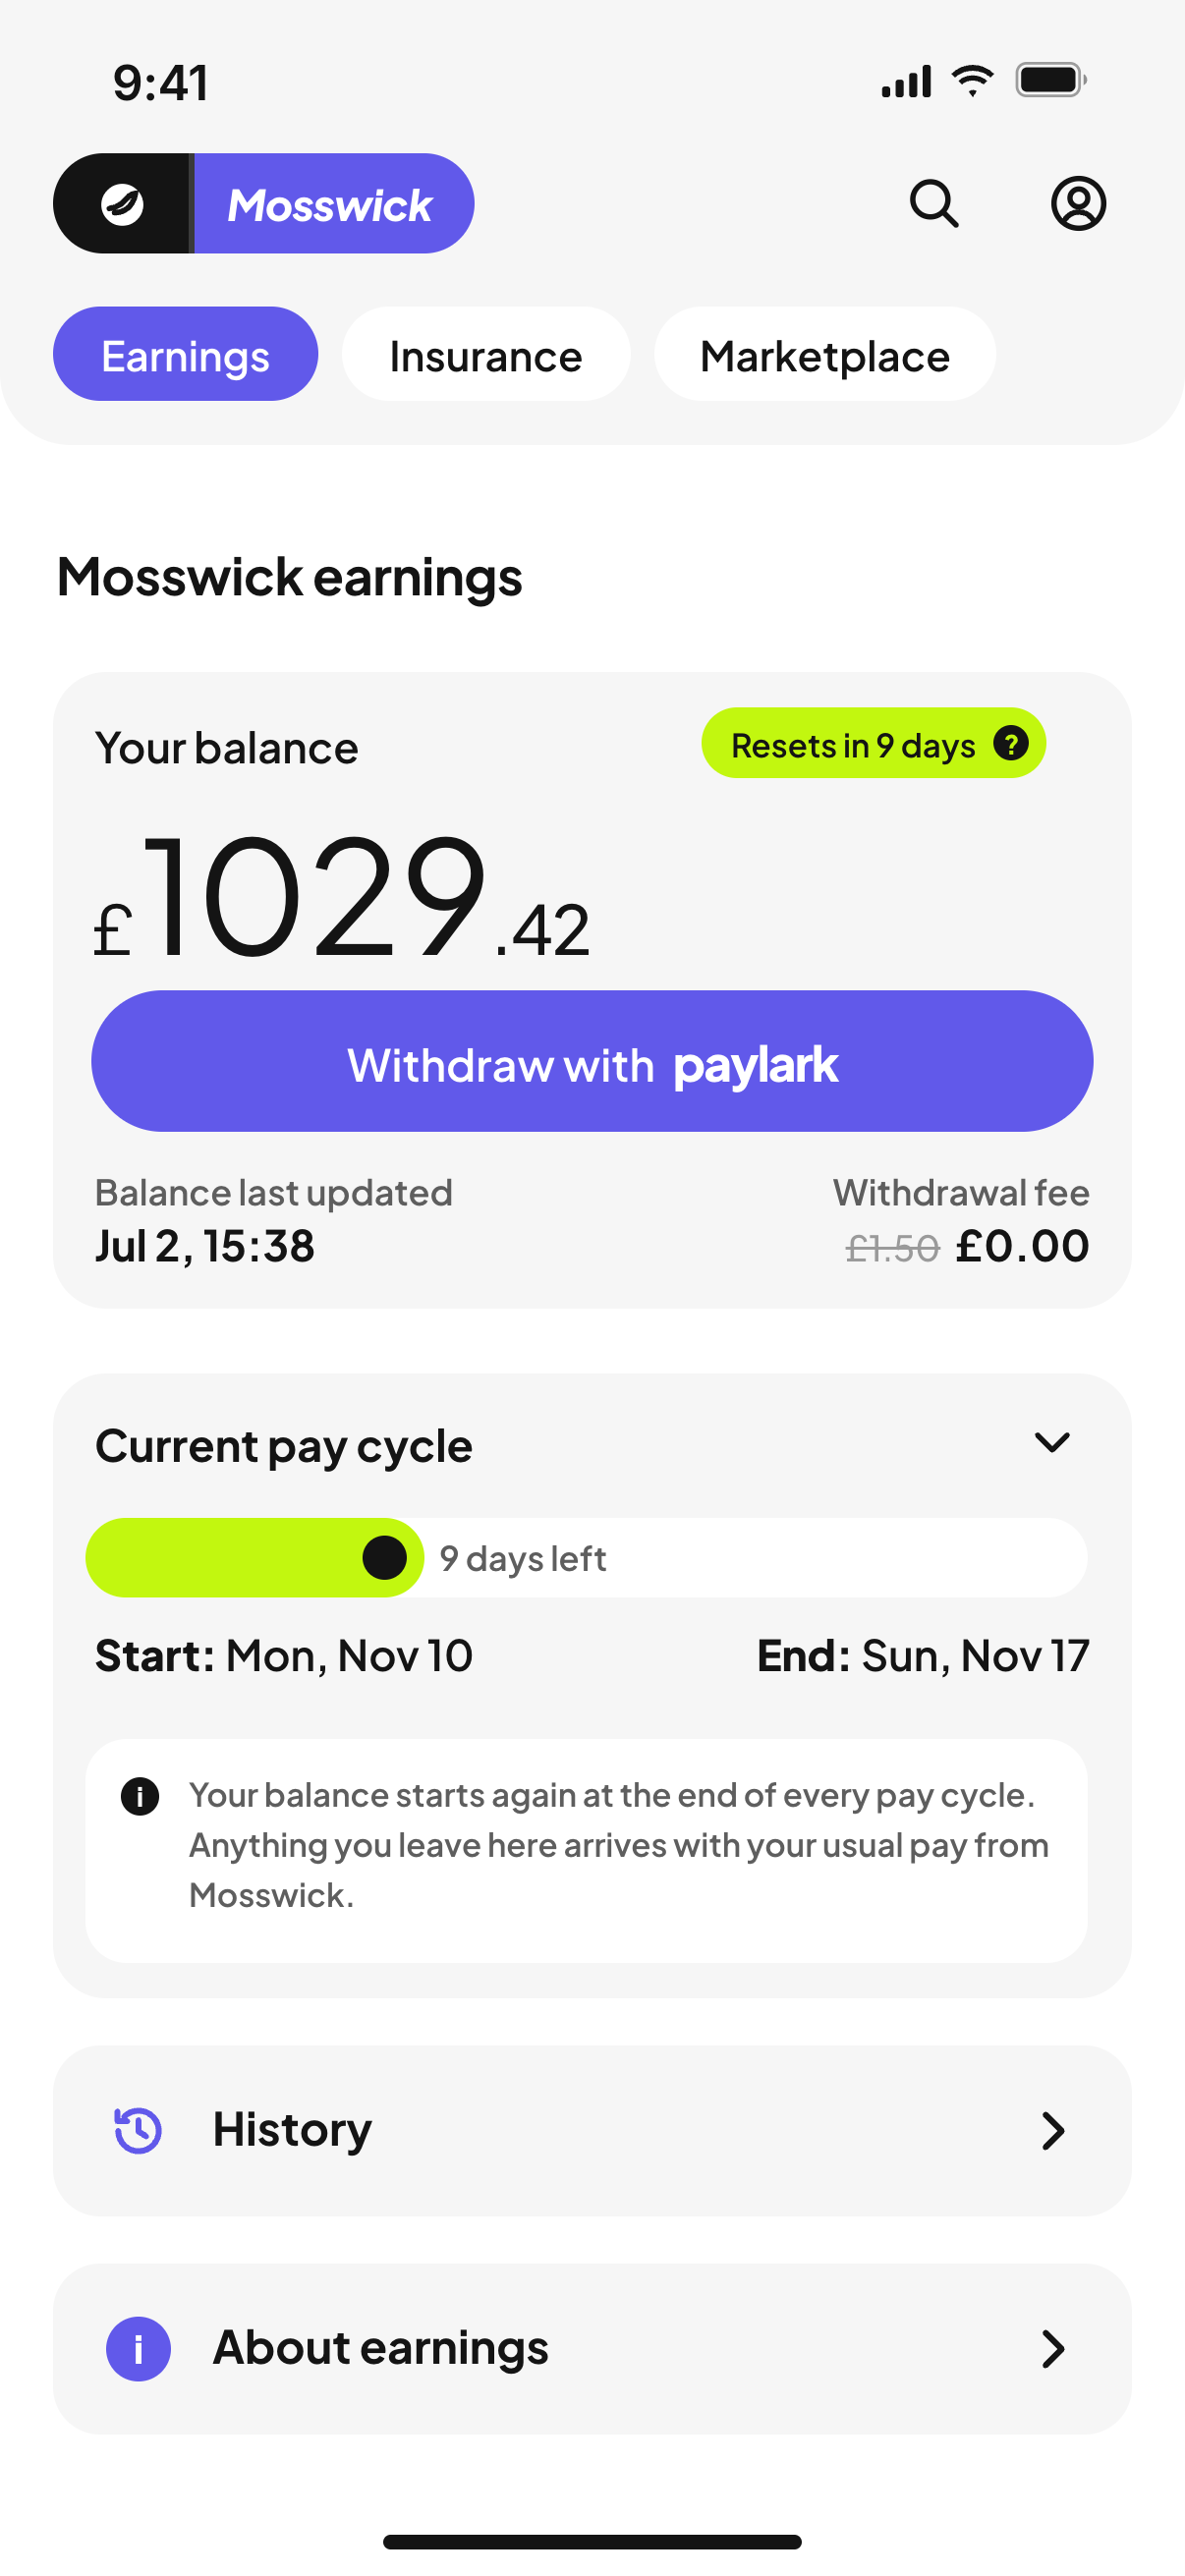 9:41
Mosswick
Earnings Insurance Marketplace
Mosswick earnings
Your balance Resets in 9 days ?
£1029.42
Withdraw with paylark
Balance last updated Withdrawal fee
Jul 2, 15:38 £1.50 £0.00
Current pay cycle
9 days left
Start: Mon, Nov 10 End: Sun, Nov 17
i Your balance starts again at the end of every pay cycle.
Anything you leave here arrives with your usual pay from
Mosswick.
History
i About earnings